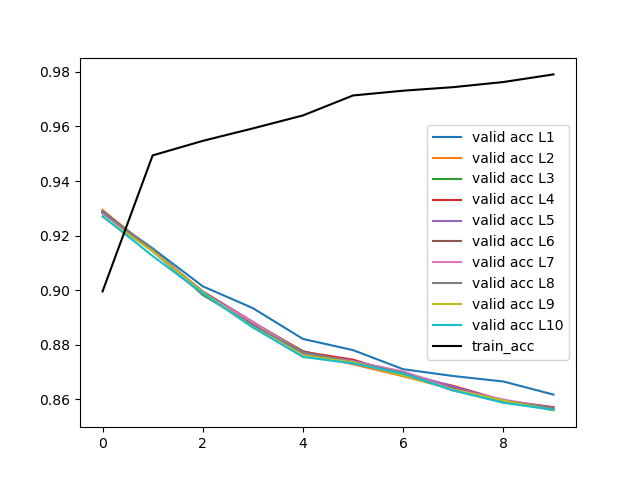 0.98
0.96
0.94
0.92
0.90
0.88
0.86
0
2
4
6
8
valid acc L1
valid acc L2
valid acc L3
valid acc L4
valid acc L5
valid acc L6
valid acc L7
valid acc L8
valid acc L9
valid acc L10
train_acc